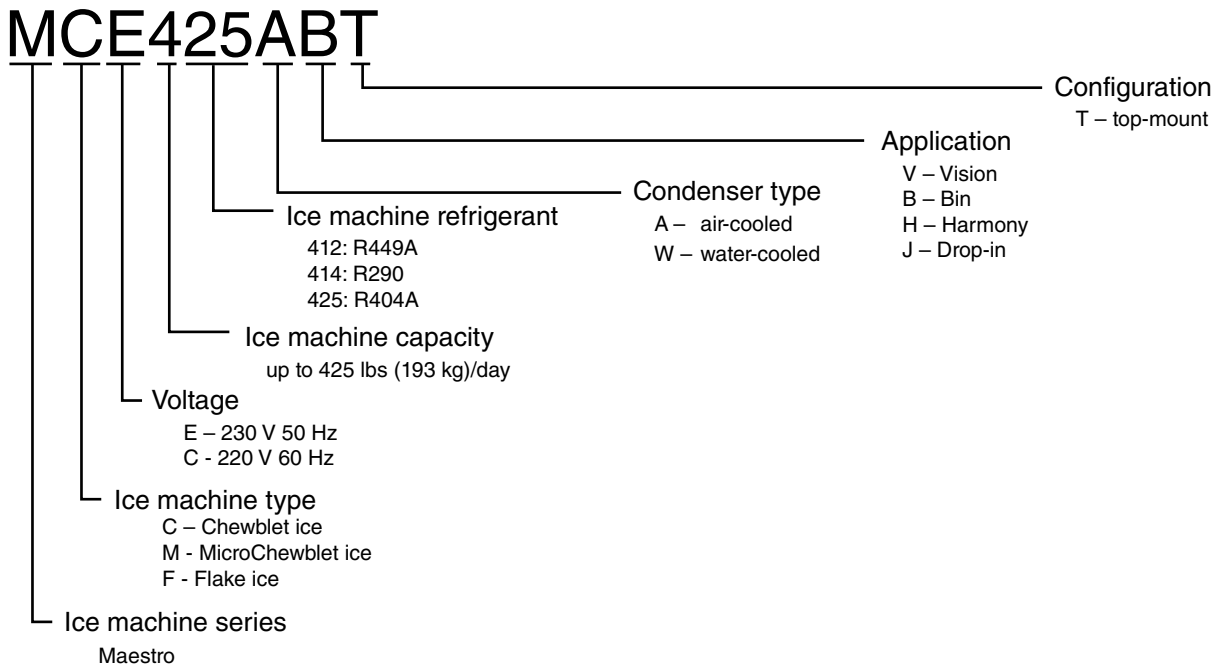 MCE425ABT
Configuration
T – top-mount
Application
V – Vision
B – Bin
H – Harmony
J – Drop-in
Condenser type
A – air-cooled
W – water-cooled
Ice machine refrigerant
412: R449A
414: R290
425: R404A
Ice machine capacity
up to 425 lbs (193 kg)/day
Voltage
E – 230 V 50 Hz
C - 220 V 60 Hz
Ice machine type
C – Chewblet ice
M - MicroChewblet ice
F - Flake ice
Ice machine series
Maestro